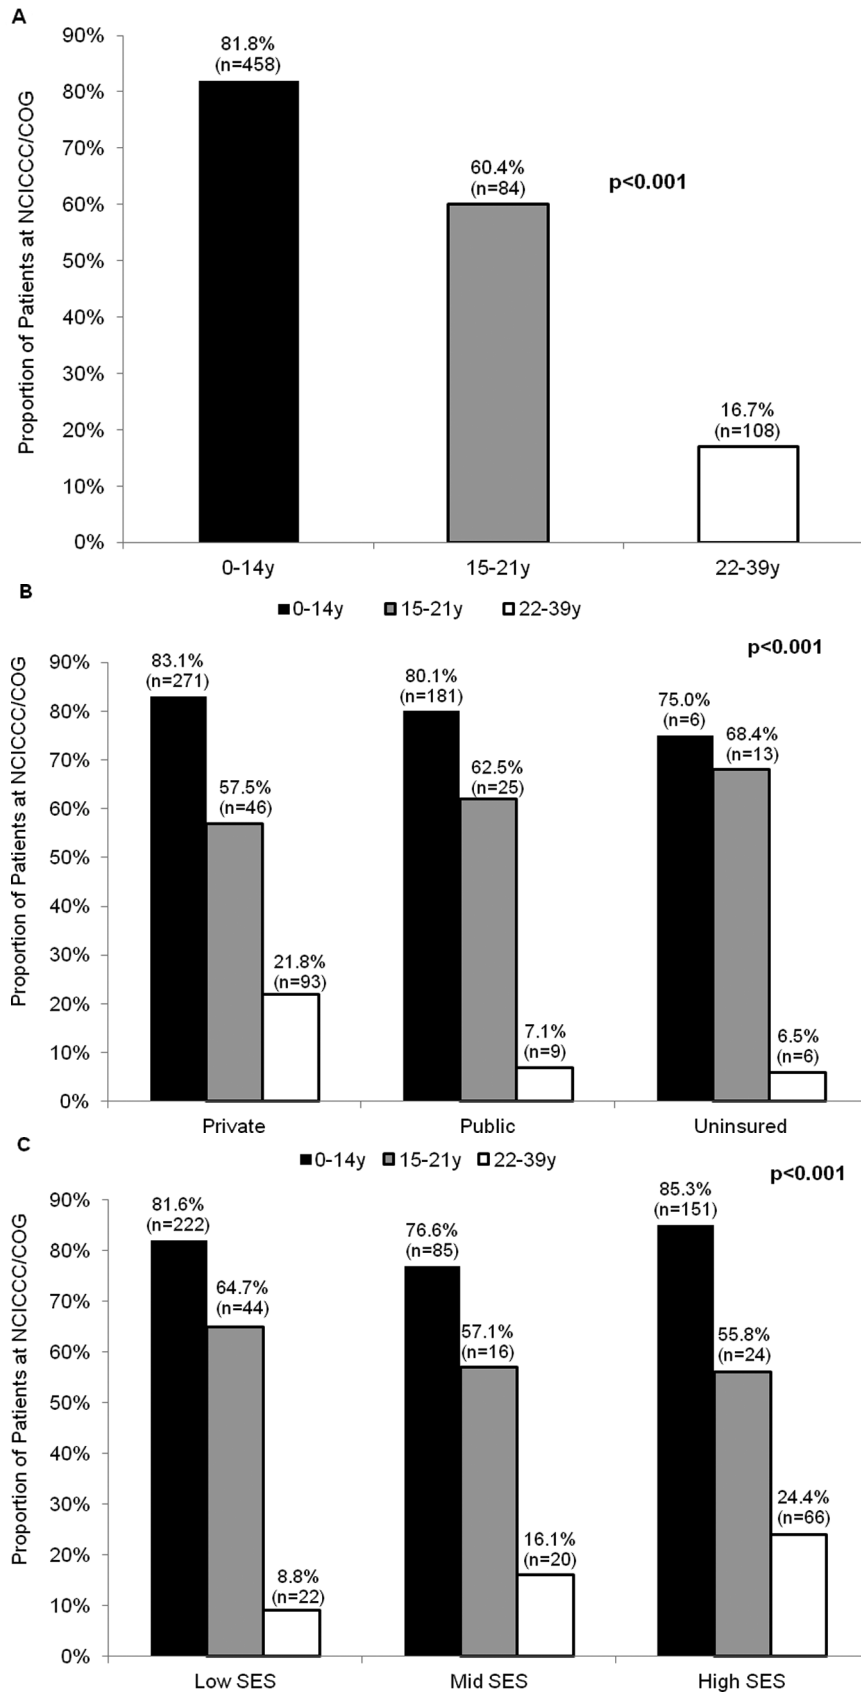 A
Proportion of Patients at NCICCC/COG
90%
80%
70%
60%
50%
40%
30%
20%
10%
0%
81.8%
(n=458)
60.4%
(n=84)
16.7%
(n=108)
p<0.001
0-14y 15-21y 22-39y
B
0-14y 15-21y 22-39y
p<0.001
Proportion of Patients at NCICCC/COG
90%
80%
70%
60%
50%
40%
30%
20%
10%
0%
83.1%
(n=271)
57.5%
(n=46)
21.8%
(n=93)
80.1%
(n=181)
62.5%
(n=25)
7.1%
(n=9)
75.0%
(n=6)
68.4%
(n=13)
6.5%
(n=6)
Private Public Uninsured
C
0-14y 15-21y 22-39y
p<0.001
Proportion of Patients at NCICCC/COG
90%
80%
70%
60%
50%
40%
30%
20%
10%
0%
81.6%
(n=222)
64.7%
(n=44)
8.8%
(n=22)
76.6%
(n=85)
57.1%
(n=16)
16.1%
(n=20)
85.3%
(n=151)
55.8%
(n=24)
24.4%
(n=66)
Low SES Mid SES High SES